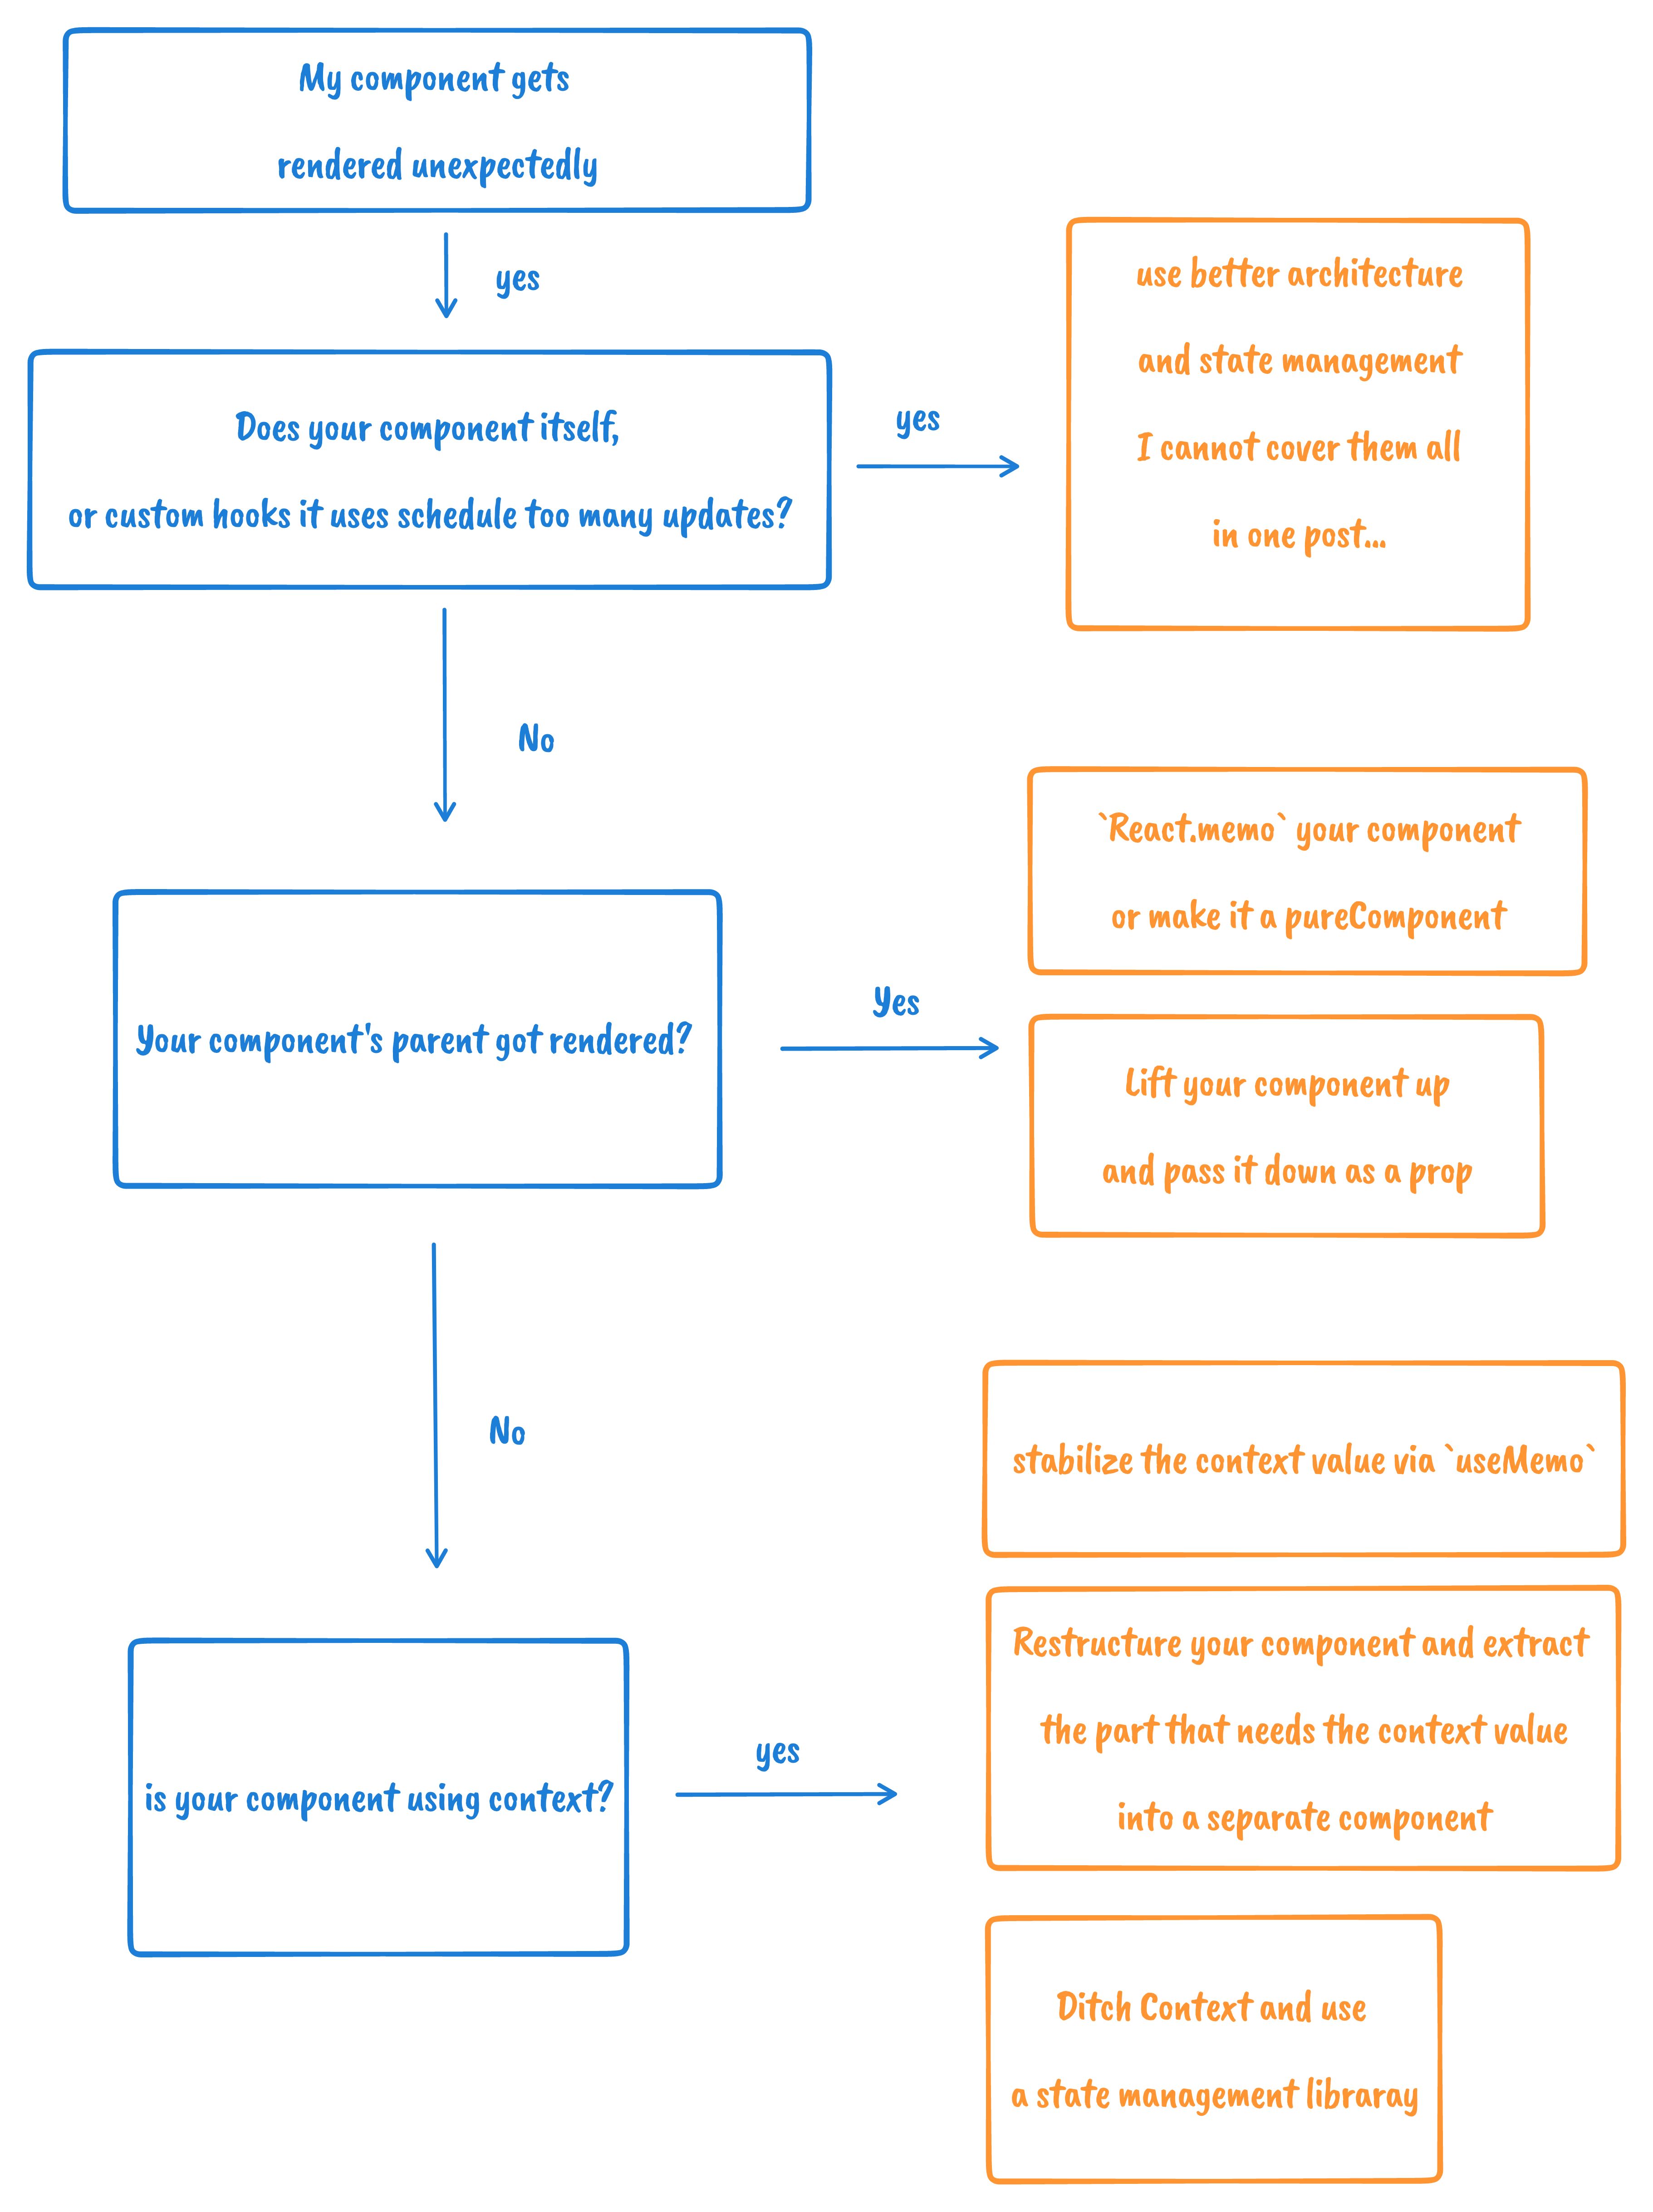 My component gets
rendered unexpectedly
yes
Does your component itself,
or custom hooks it uses schedule too many updates?
yes
use better architecture
and state management
I cannot cover them all
in one post...
No
Your component's parent got rendered?
Yes
`React.memo` your component
or make it a pureComponent
Lift your component up
and pass it down as a prop
No
is your component using context?
yes
stabilize the context value via `useMemo`
Restructure your component and extract
the part that needs the context value
into a separate component
Ditch Context and use
a state management libraray